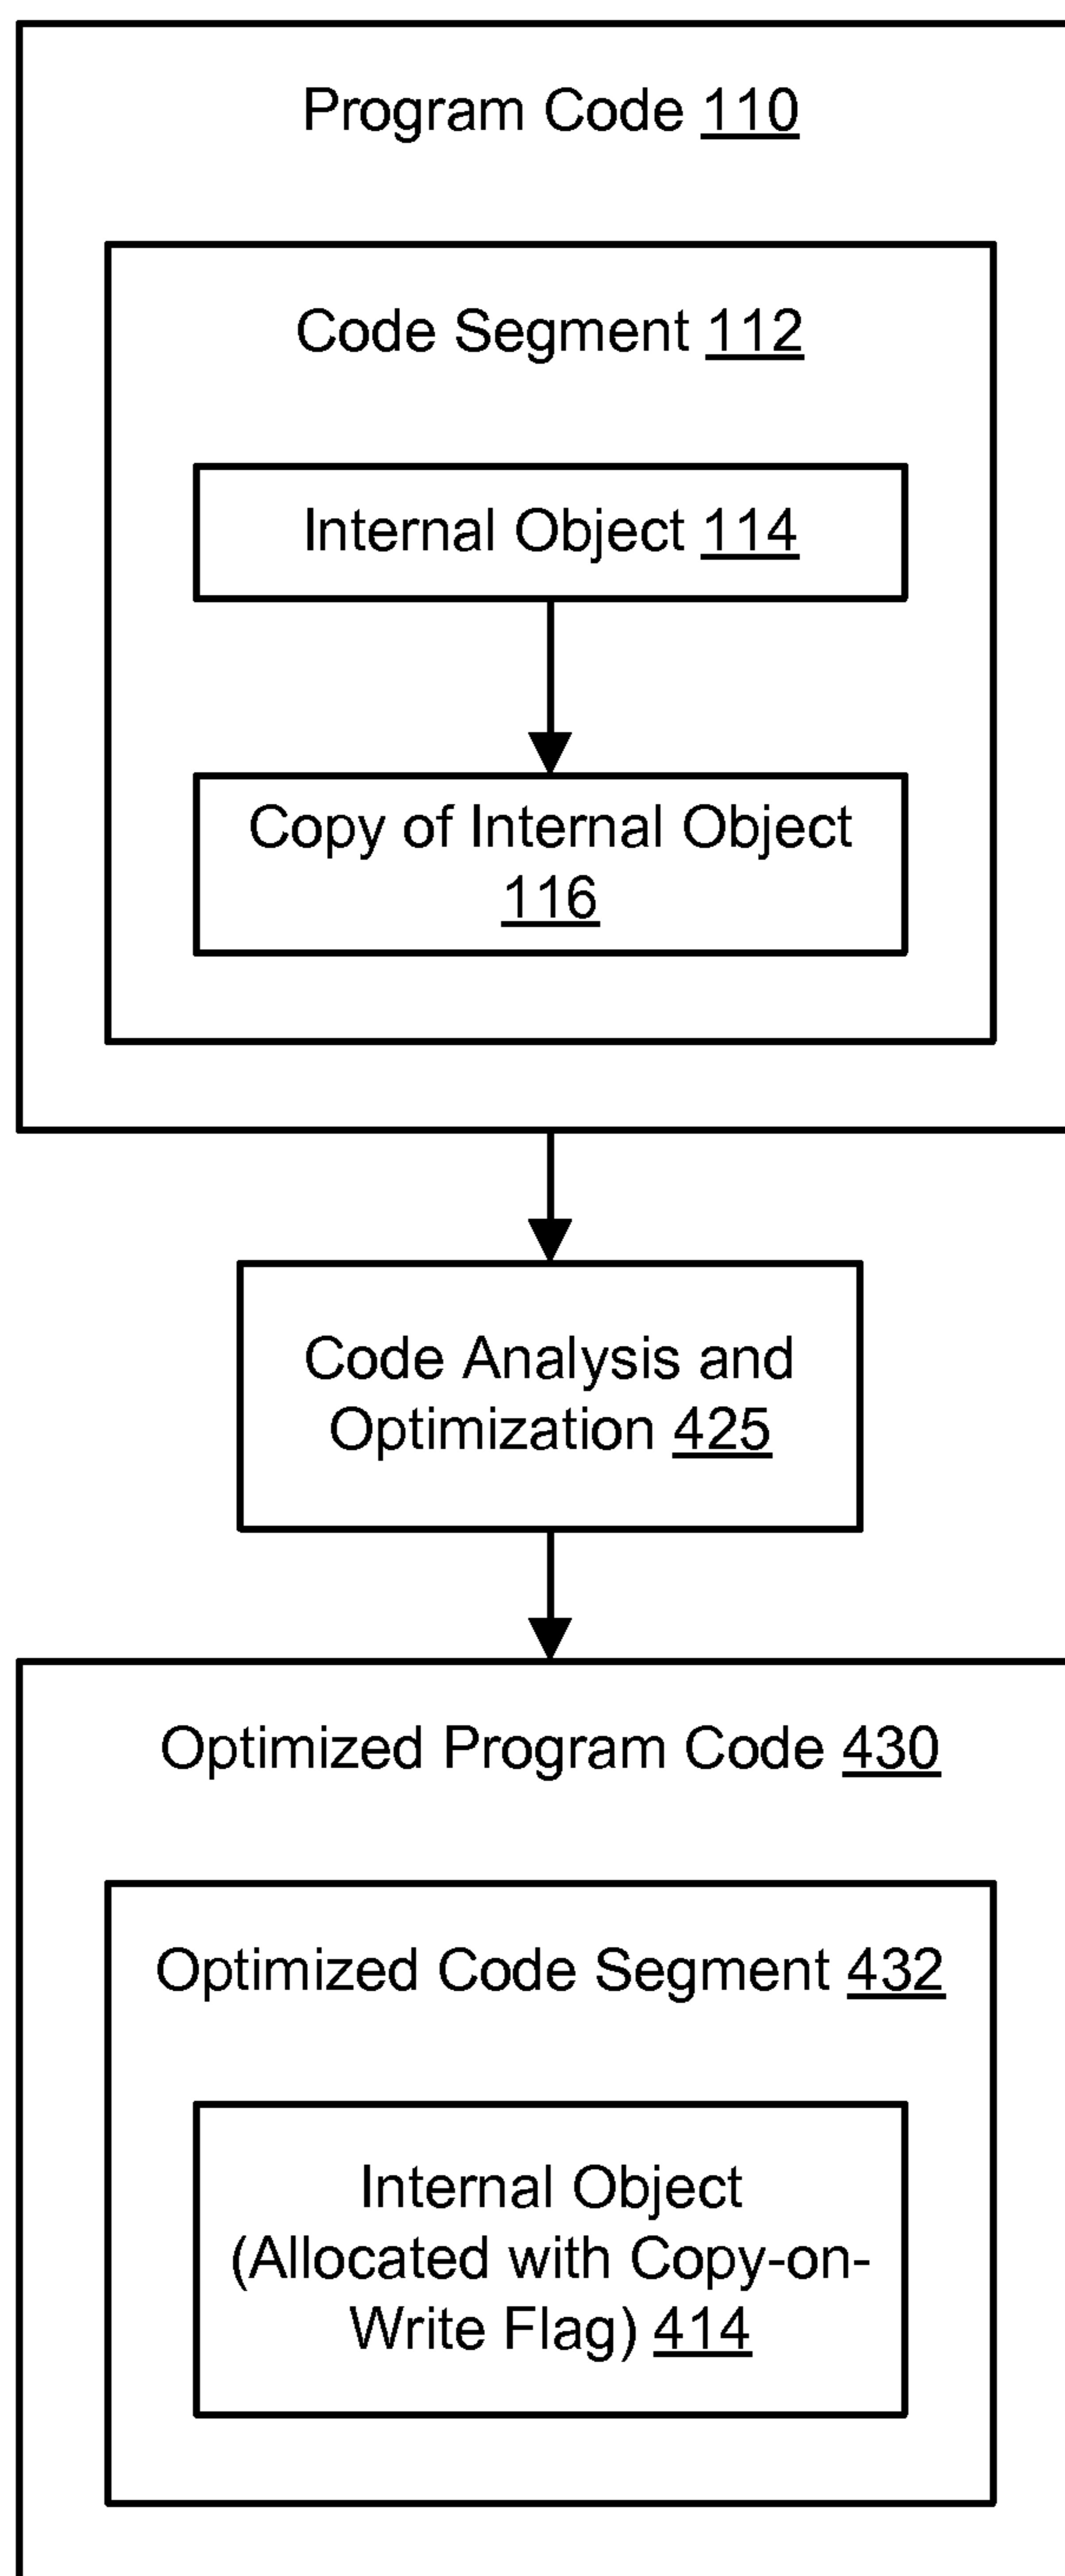 Program Code 110
Code Segment 112
Internal Object 114
Copy of Internal Object
116
Code Analysis and
Optimization 425
Optimized Program Code 430
Optimized Code Segment 432
Internal Object
(Allocated with Copy-on-
Write Flag) 414